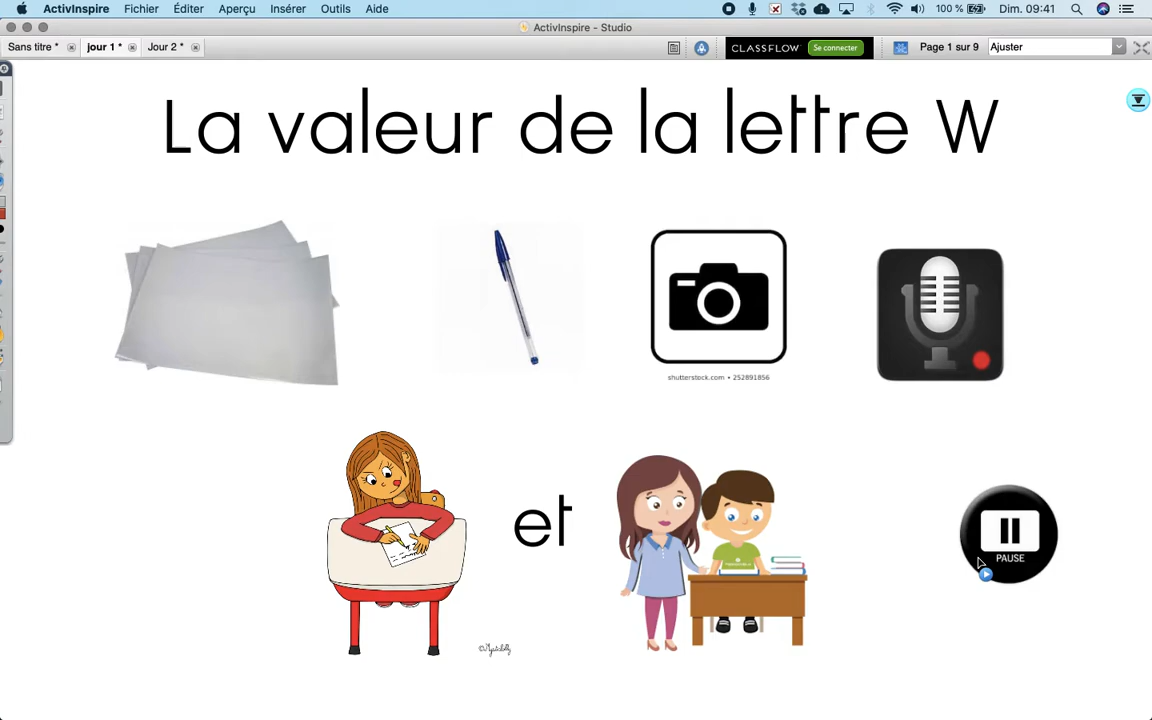 ActivInspire Fichier Éditer Aperçu Insérer Outils Aide 100 % Dim. 09:41
ActivInspire - Studio
Sans titre * jour 1 * Jour 2 * CLASSFLOW Se connecter Page 1 sur 9 Ajuster
La valeur de la lettre W
shutterstock.com • 252891856
et
PAUSE